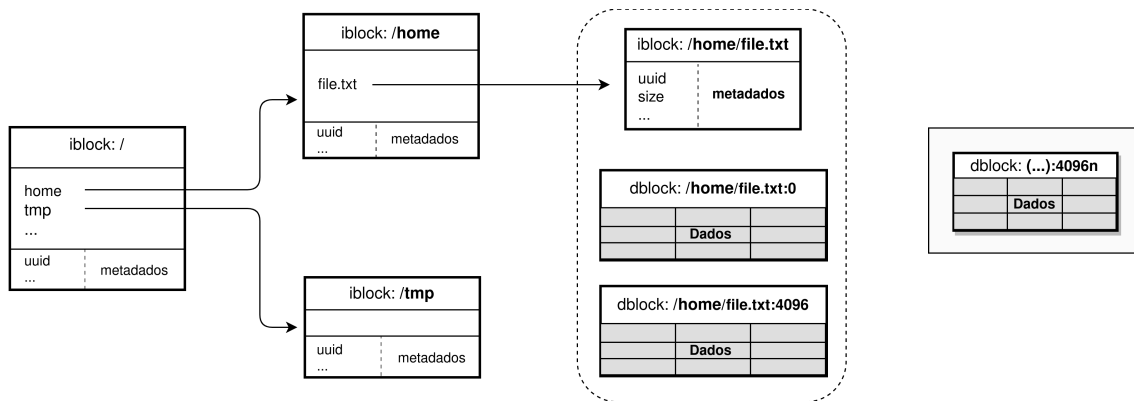 iblock: /
home
tmp
...
uuid
...
metadados
iblock: /home
file.txt
uuid
...
metadados
iblock: /tmp
uuid
...
metadados
iblock: /home/file.txt
uuid
size
...
metadados
dblock: /home/file.txt:0
Dados
dblock: /home/file.txt:4096
Dados
dblock: (...):4096n
Dados